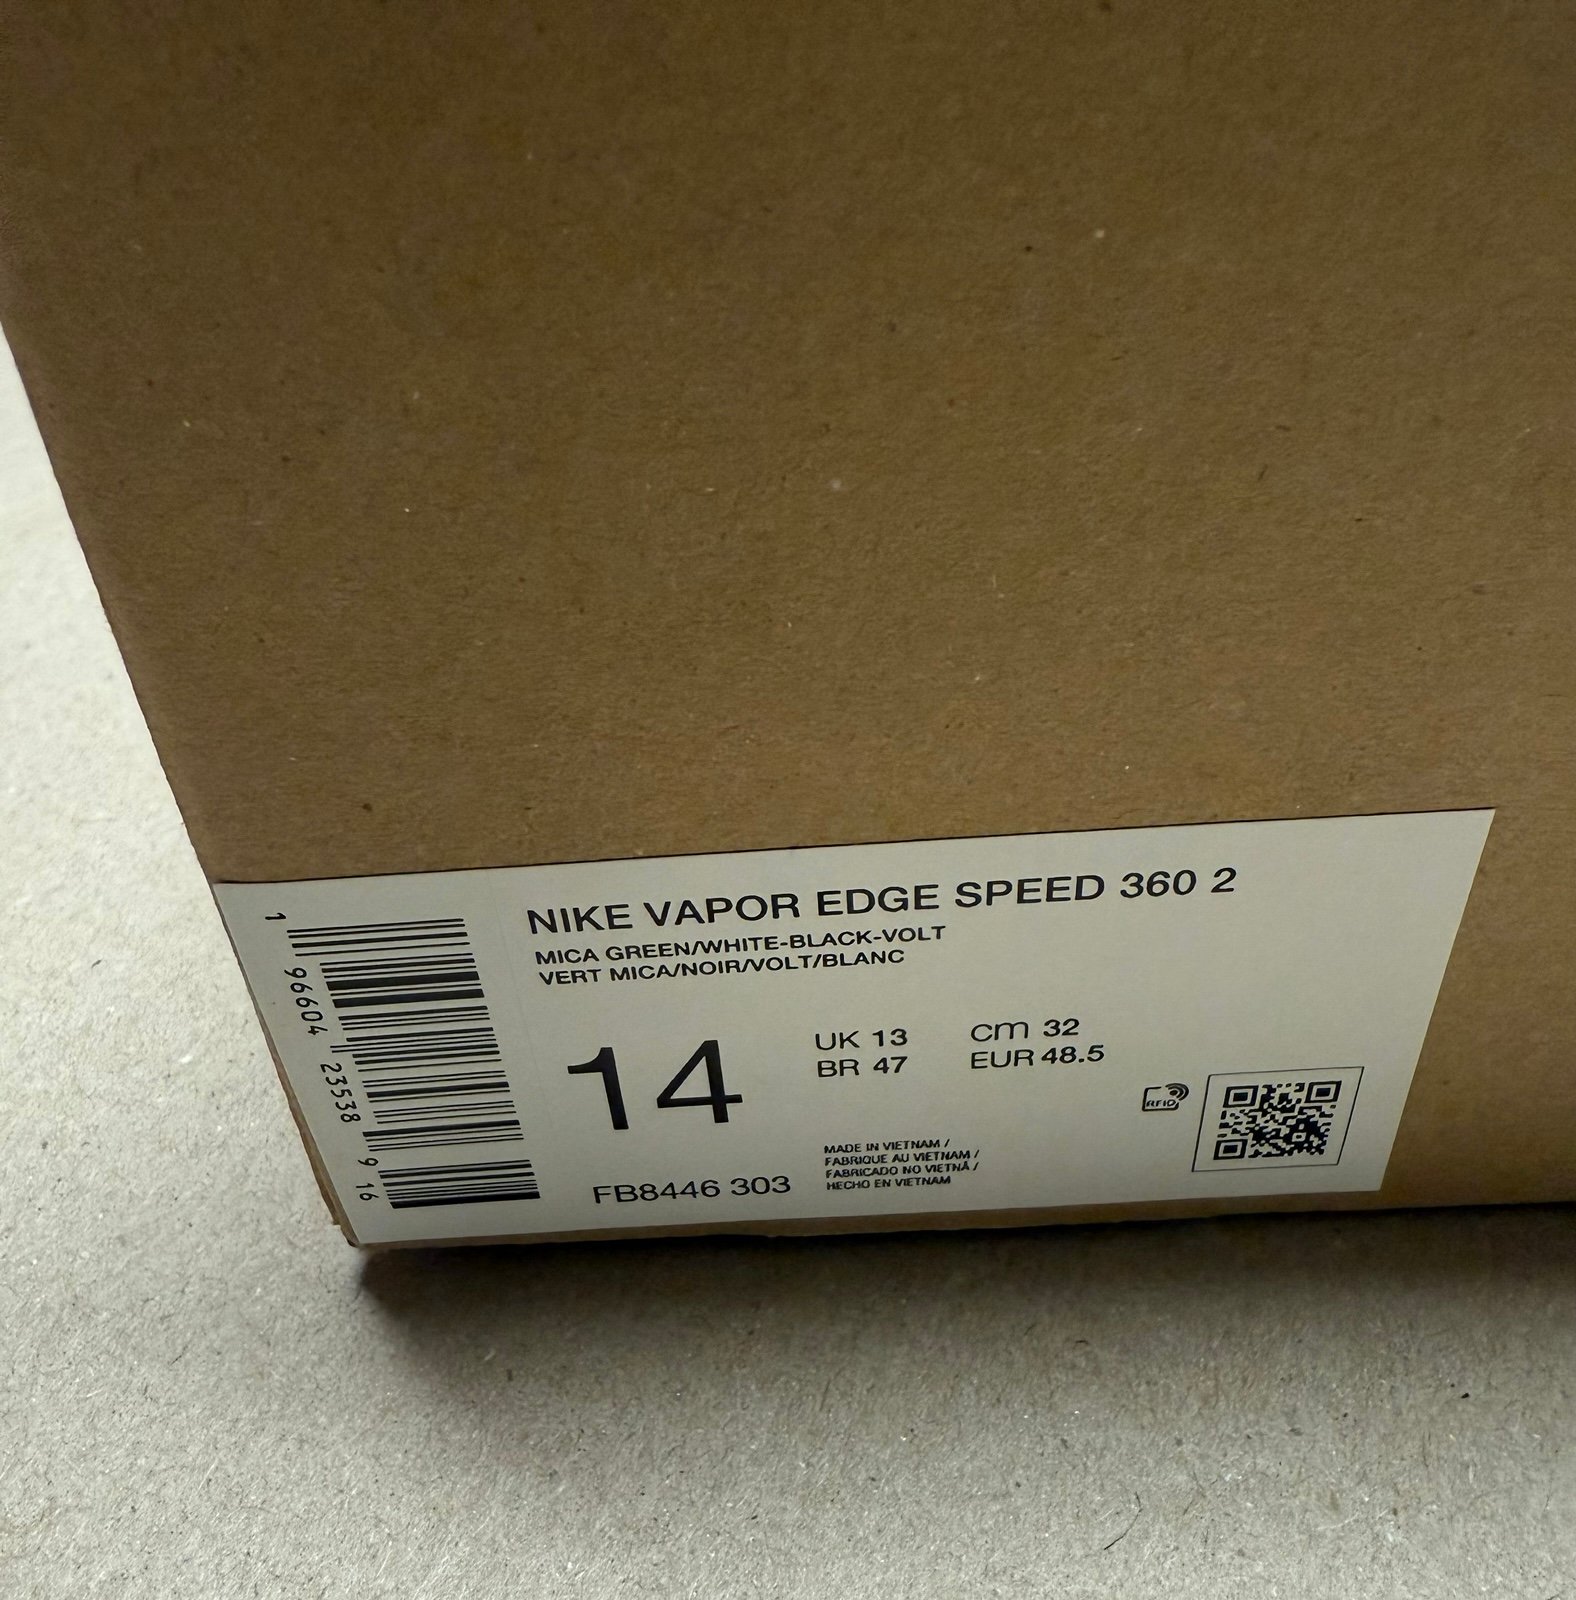 NIKE VAPOR EDGE SPEED 360 2
MICA GREEN/WHITE-BLACK-VOLT
VERT MICA/NOIR/VOLT/BLANC
14
UK 13
BR 47
cm 32
EUR 48.5
RFID
FB8446 303
MADE IN VIETNAM /
FABRIQUE AU VIETNAM /
FABRICADO NO VIETNÃ /
HECHO EN VIETNAM
1 96604 23538 9 16